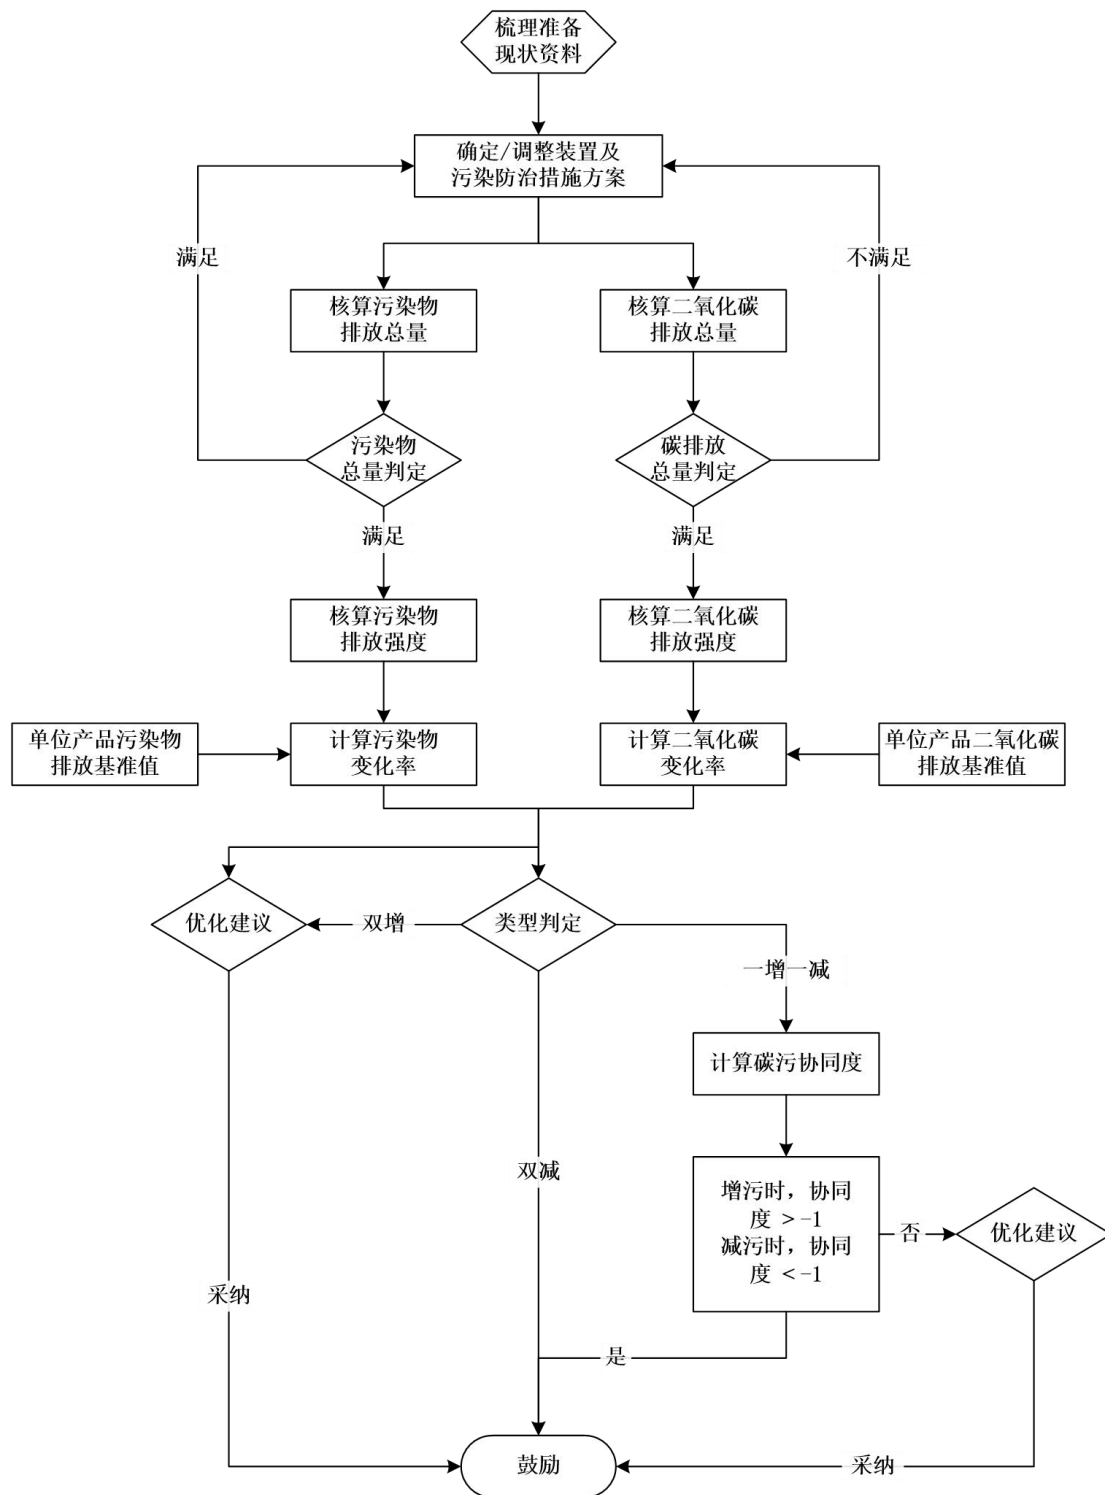 梳理准备
现状资料
确定/调整装置及
污染防治措施方案
满足
不满足
核算污染物
排放总量
核算二氧化碳
排放总量
污染物
总量判定
碳排放
总量判定
满足
满足
核算污染物
排放强度
核算二氧化碳
排放强度
单位产品污染物
排放基准值
计算污染物
变化率
计算二氧化碳
变化率
单位产品二氧化碳
排放基准值
优化建议
双增
类型判定
一增一减
计算碳污协同度
双减
增污时，协同
度 > -1
减污时，协同
度 < -1
否
优化建议
采纳
是
鼓励
采纳